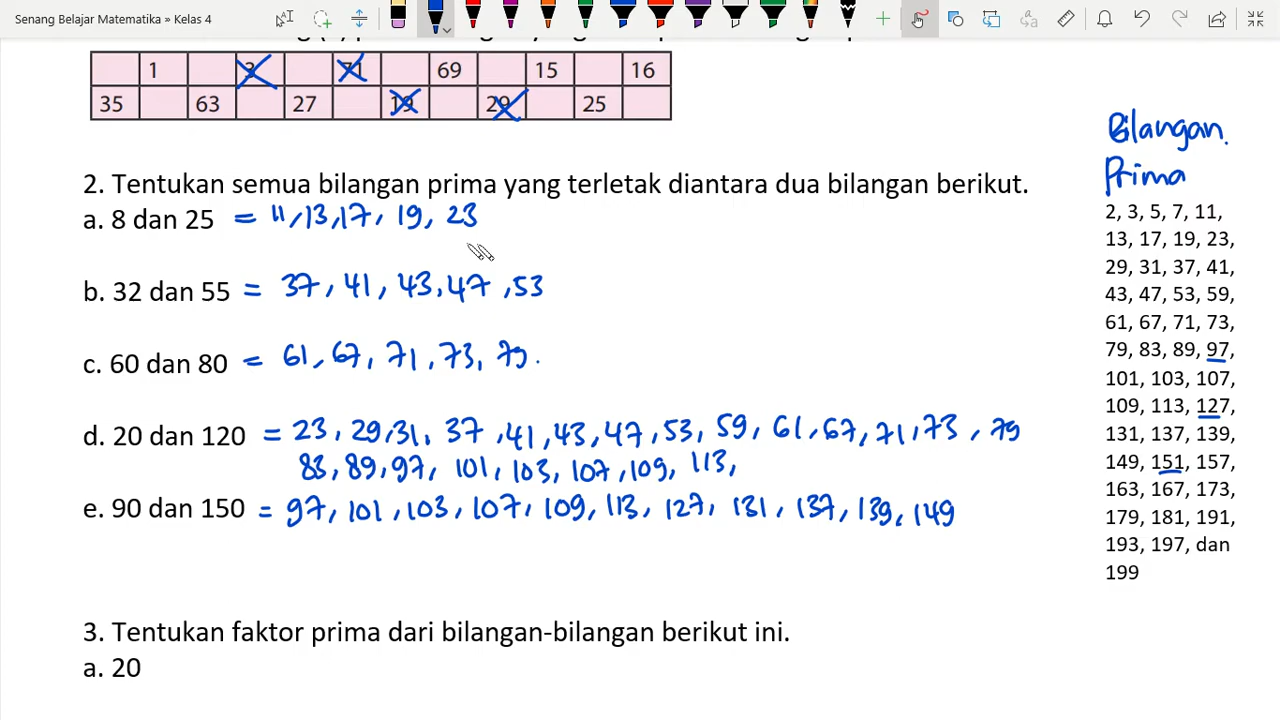 Senang Belajar Matematika » Kelas 4
1 3 71 69 15 16
35 63 27 19 29 25
2. Tentukan semua bilangan prima yang terletak diantara dua bilangan berikut.
a. 8 dan 25 = 11, 13, 17, 19, 23
b. 32 dan 55 = 37, 41, 43, 47, 53
c. 60 dan 80 = 61, 67, 71, 73, 79.
d. 20 dan 120 = 23, 29, 31, 37, 41, 43, 47, 53, 59, 61, 67, 71, 73, 79
83, 89, 97, 101, 103, 107, 109, 113,
e. 90 dan 150 = 97, 101, 103, 107, 109, 113, 127, 131, 137, 139, 149
3. Tentukan faktor prima dari bilangan-bilangan berikut ini.
a. 20
Bilangan.
Prima
2, 3, 5, 7, 11,
13, 17, 19, 23,
29, 31, 37, 41,
43, 47, 53, 59,
61, 67, 71, 73,
79, 83, 89, 97,
101, 103, 107,
109, 113, 127,
131, 137, 139,
149, 151, 157,
163, 167, 173,
179, 181, 191,
193, 197, dan
199